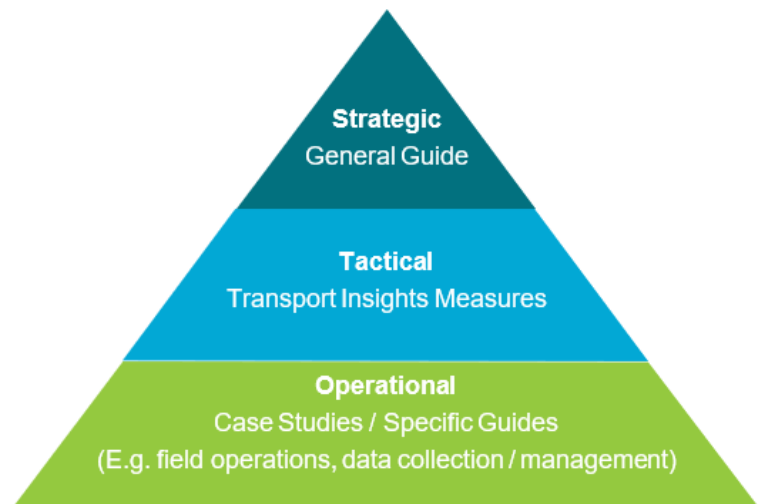 Strategic
General Guide
Tactical
Transport Insights Measures
Operational
Case Studies / Specific Guides
(E.g. field operations, data collection / management)